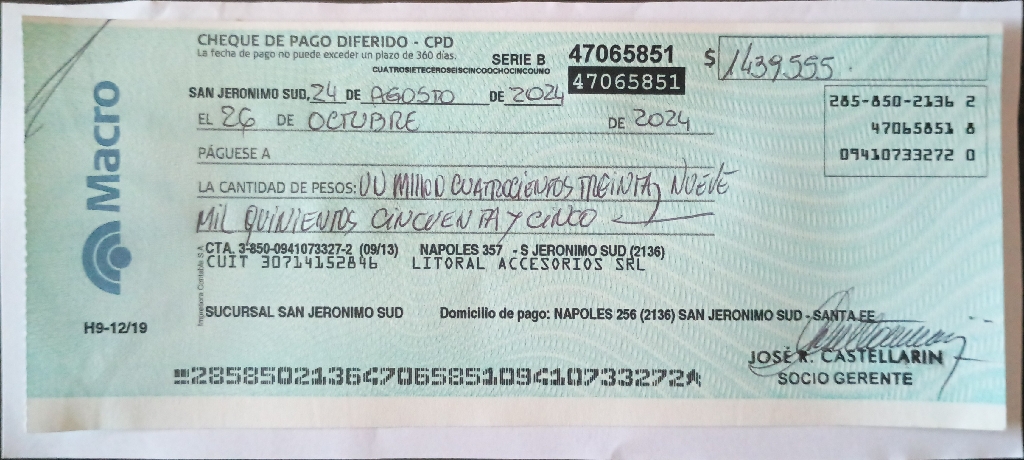 CHEQUE DE PAGO DIFERIDO - CPD
La fecha de pago no puede exceder un plazo de 360 días.
SERIE B 47065851 $ 1439555.
CUATROSIETECEROSEISCINCOOCHOCINCOUNO
47065851
SAN JERONIMO SUD, 24 DE AGOSTO DE 2024
285-850-2136 2
EL 26 DE OCTUBRE DE 2024
47065851 8
PÁGUESE A
09410733272 0
LA CANTIDAD DE PESOS: UN MILLON CUATROCIENTOS TREINTA y NUEVE
MIL QUINIENTOS CINCUENTA y CINCO
CTA. 3-850-0941073327-2 (09/13) NAPOLES 357 - S JERONIMO SUD (2136)
CUIT 30714152846 LITORAL ACCESORIOS SRL
SUCURSAL SAN JERONIMO SUD Domicilio de pago: NAPOLES 256 (2136) SAN JERONIMO SUD - SANTA FE
Macro
H9-12/19
JOSÉ R. CASTELLARIN
SOCIO GERENTE
28585021364706585109410733272